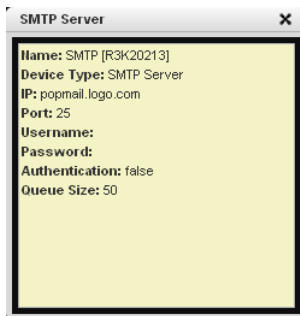 SMTP Server
Name: SMTP [R3K20213]
Device Type: SMTP Server
IP: popmail.logo.com
Port: 25
Username:
Password:
Authentication: false
Queue Size: 50